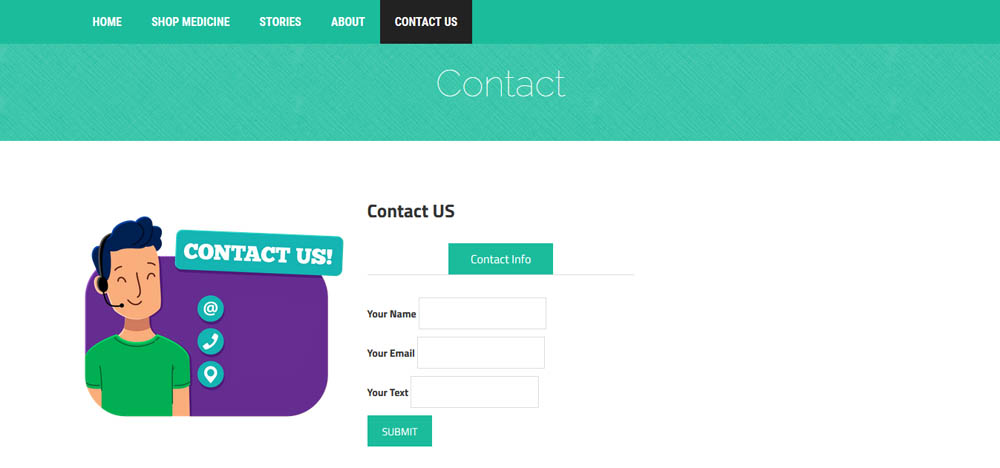 HOME SHOP MEDICINE STORIES ABOUT CONTACT US
Contact
CONTACT US!
@
Contact US
Contact Info
Your Name
Your Email
Your Text
SUBMIT